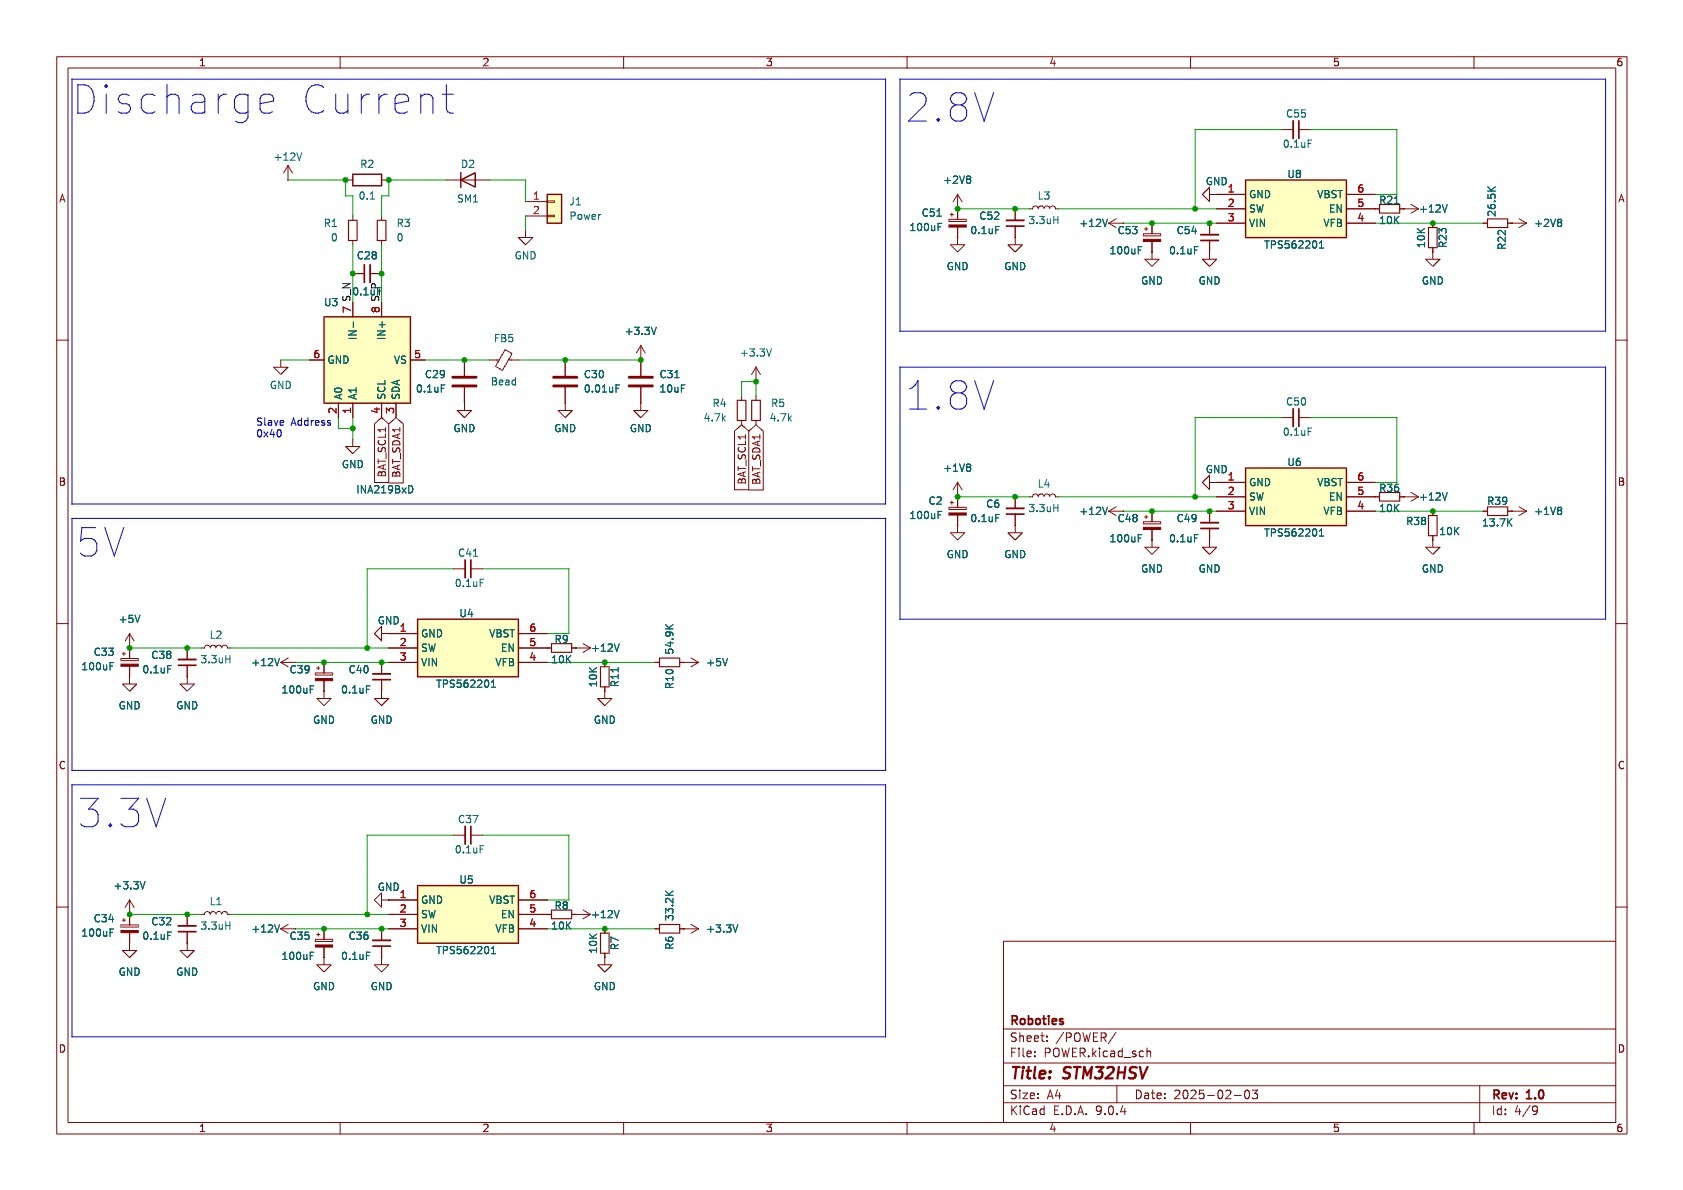 1 2 3 4 5 6
A
B
C
D
A
B
C
D
1 2 3 4 5 6
Discharge Current
+12V
R2
0.1
D2
SM1
1
2
J1
Power
GND
R1
0
R3
0
C28
0.1uF
S_N
S_P
U3
7
8
IN-
IN+
6
GND
VS
5
GND
A0
A1
SCL
SDA
2
1
4
3
Slave Address
0x40
GND
BAT_SCL1
BAT_SDA1
INA219BxD
C29
0.1uF
GND
FB5
Bead
C30
0.01uF
GND
+3.3V
C31
10uF
GND
+3.3V
R4
4.7k
R5
4.7k
BAT_SCL1
BAT_SDA1
5V
C41
0.1uF
+5V
C33
100uF
GND
C38
0.1uF
GND
L2
3.3uH
+12V
C39
100uF
GND
C40
0.1uF
GND
U4
GND
1
2
3
GND
SW
VIN
VBST
EN
VFB
6
5
4
TPS562201
R9
10K
+12V
10K
R11
GND
54.9K
R10
+5V
3.3V
C37
0.1uF
+3.3V
C34
100uF
GND
C32
0.1uF
GND
L1
3.3uH
+12V
C35
100uF
GND
C36
0.1uF
GND
U5
GND
1
2
3
GND
SW
VIN
VBST
EN
VFB
6
5
4
TPS562201
R8
10K
+12V
10K
R7
GND
33.2K
R6
+3.3V
2.8V
C55
0.1uF
+2V8
C51
100uF
GND
C52
0.1uF
GND
L3
3.3uH
+12V
C53
100uF
GND
C54
0.1uF
GND
U8
GND
1
2
3
GND
SW
VIN
VBST
EN
VFB
6
5
4
TPS562201
R21
10K
+12V
10K
R23
GND
26.5K
R22
+2V8
1.8V
C50
0.1uF
+1V8
C2
100uF
GND
C6
0.1uF
GND
L4
3.3uH
+12V
C48
100uF
GND
C49
0.1uF
GND
U6
GND
1
2
3
GND
SW
VIN
VBST
EN
VFB
6
5
4
TPS562201
R36
10K
+12V
R38
10K
GND
R39
13.7K
+1V8
Roboties
Sheet: /POWER/
File: POWER.kicad_sch
Title: STM32HSV
Size: A4 Date: 2025-02-03 Rev: 1.0
KiCad E.D.A. 9.0.4 Id: 4/9